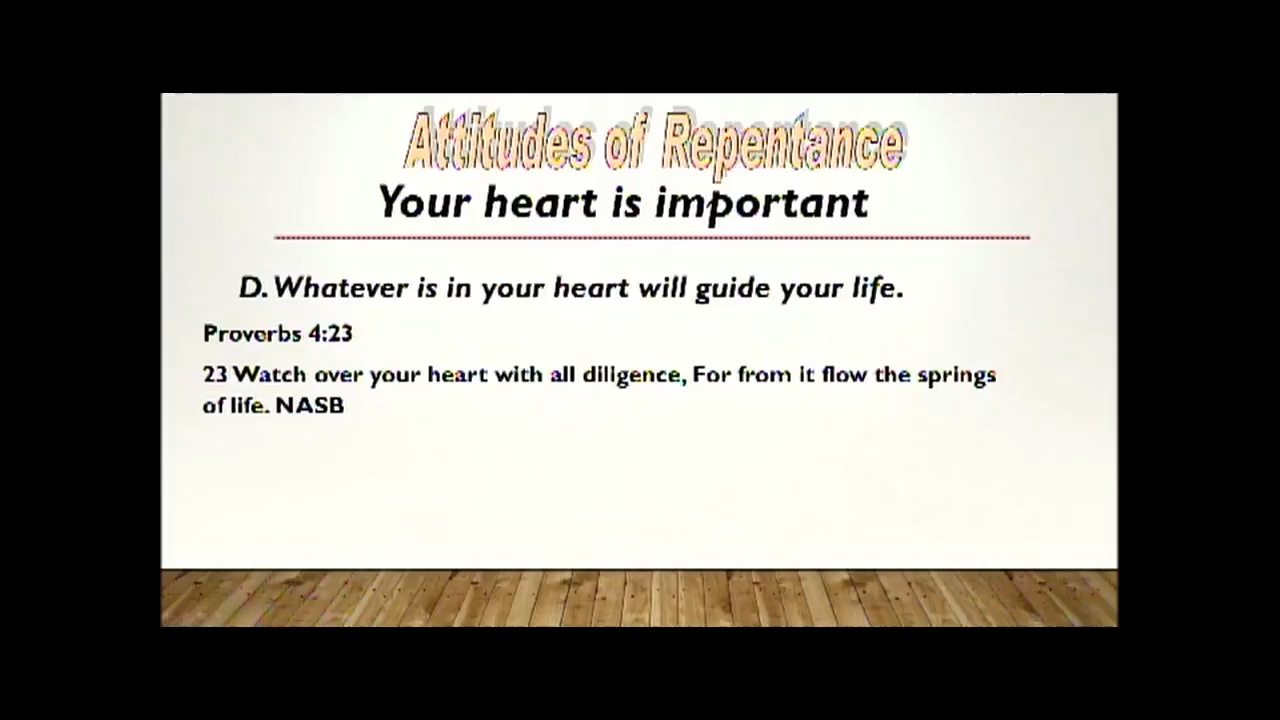 Attitudes of Repentance
Your heart is important
D. Whatever is in your heart will guide your life.
Proverbs 4:23
23 Watch over your heart with all diligence, For from it flow the springs
of life. NASB